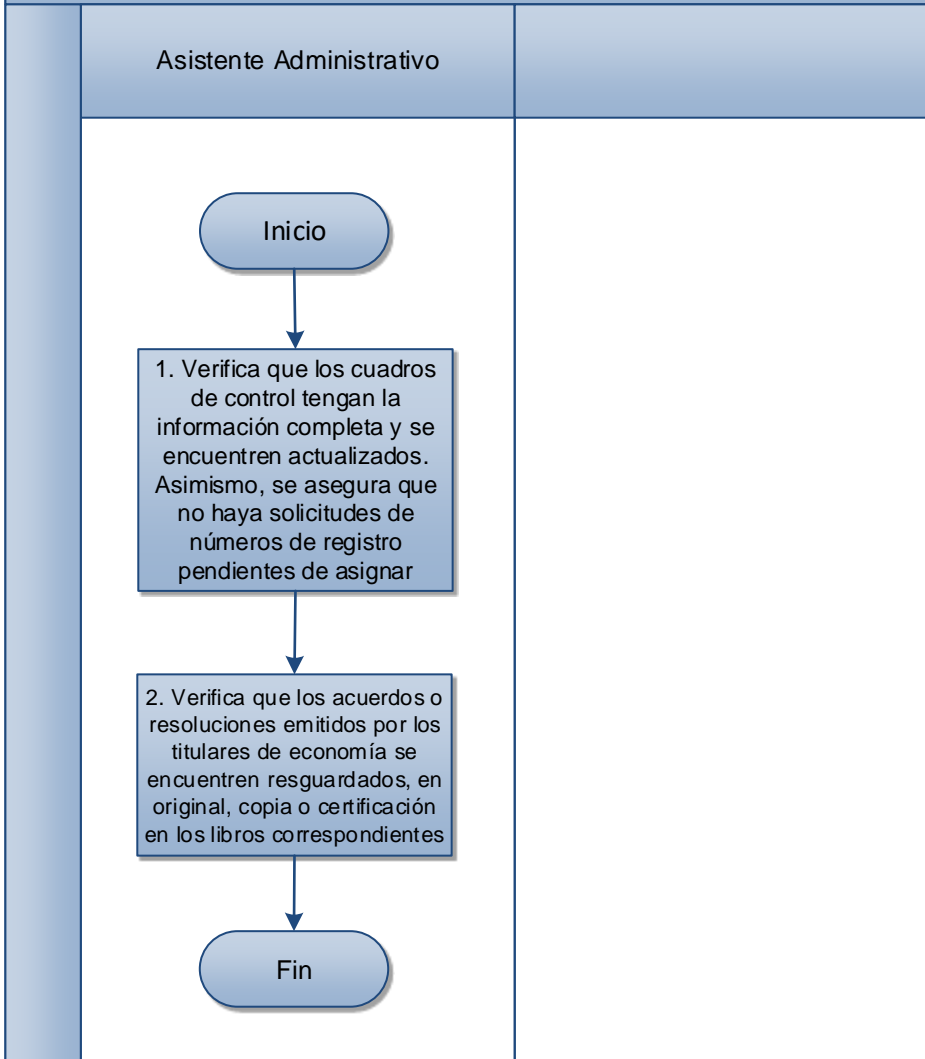 Asistente Administrativo
Inicio
1. Verifica que los cuadros
de control tengan la
información completa y se
encuentren actualizados.
Asimismo, se asegura que
no haya solicitudes de
números de registro
pendientes de asignar
2. Verifica que los acuerdos o
resoluciones emitidos por los
titulares de economía se
encuentren resguardados, en
original, copia o certificación
en los libros correspondientes
Fin